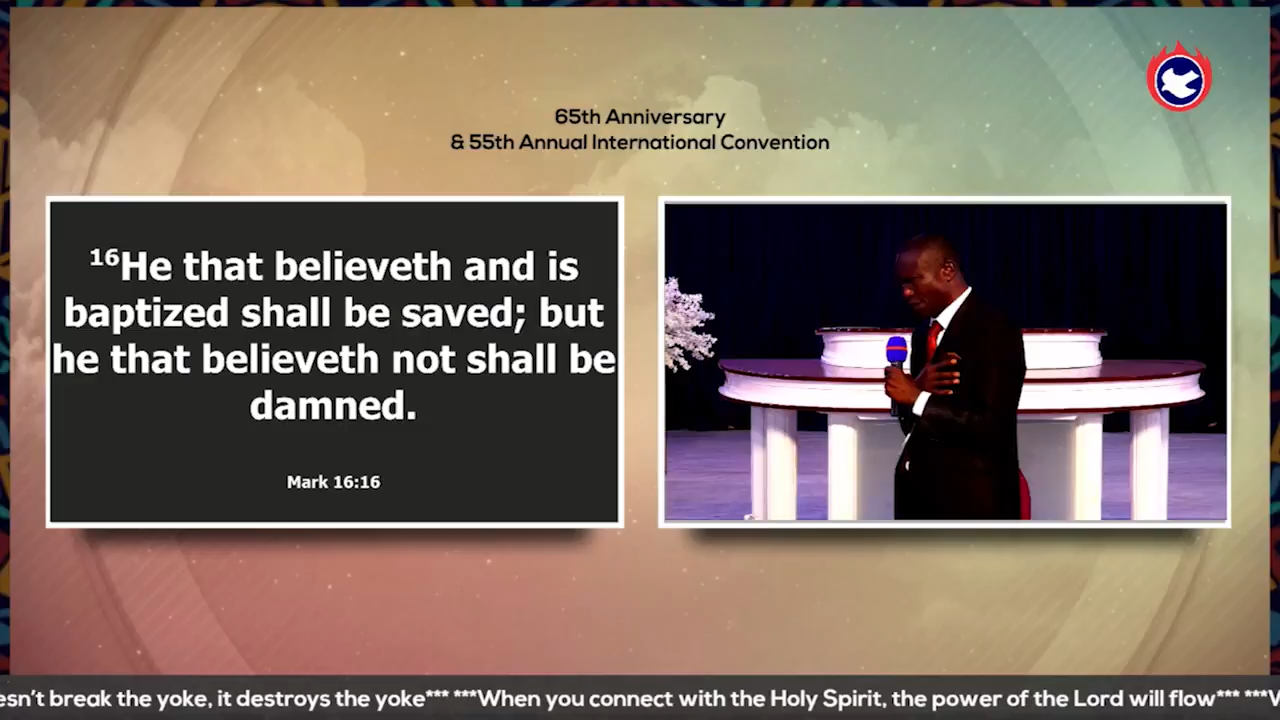 65th Anniversary
& 55th Annual International Convention
16He that believeth and is
baptized shall be saved; but
he that believeth not shall be
damned.
Mark 16:16
esn't break the yoke, it destroys the yoke*** ***When you connect with the Holy Spirit, the power of the Lord will flow*** ***